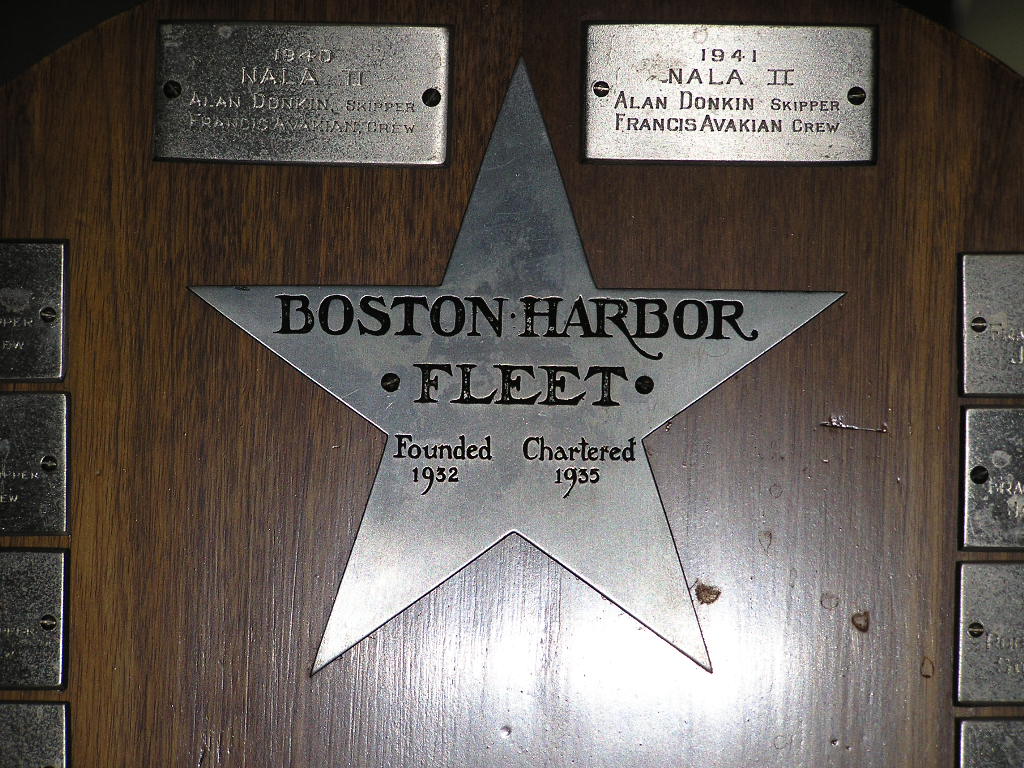 1940
NALA II
ALAN DONKIN, SKIPPER
FRANCIS AVAKIAN, CREW
1941
NALA II
ALAN DONKIN SKIPPER
FRANCIS AVAKIAN CREW
BOSTON·HARBOR
·FLEET·
Founded Chartered
1932 1935